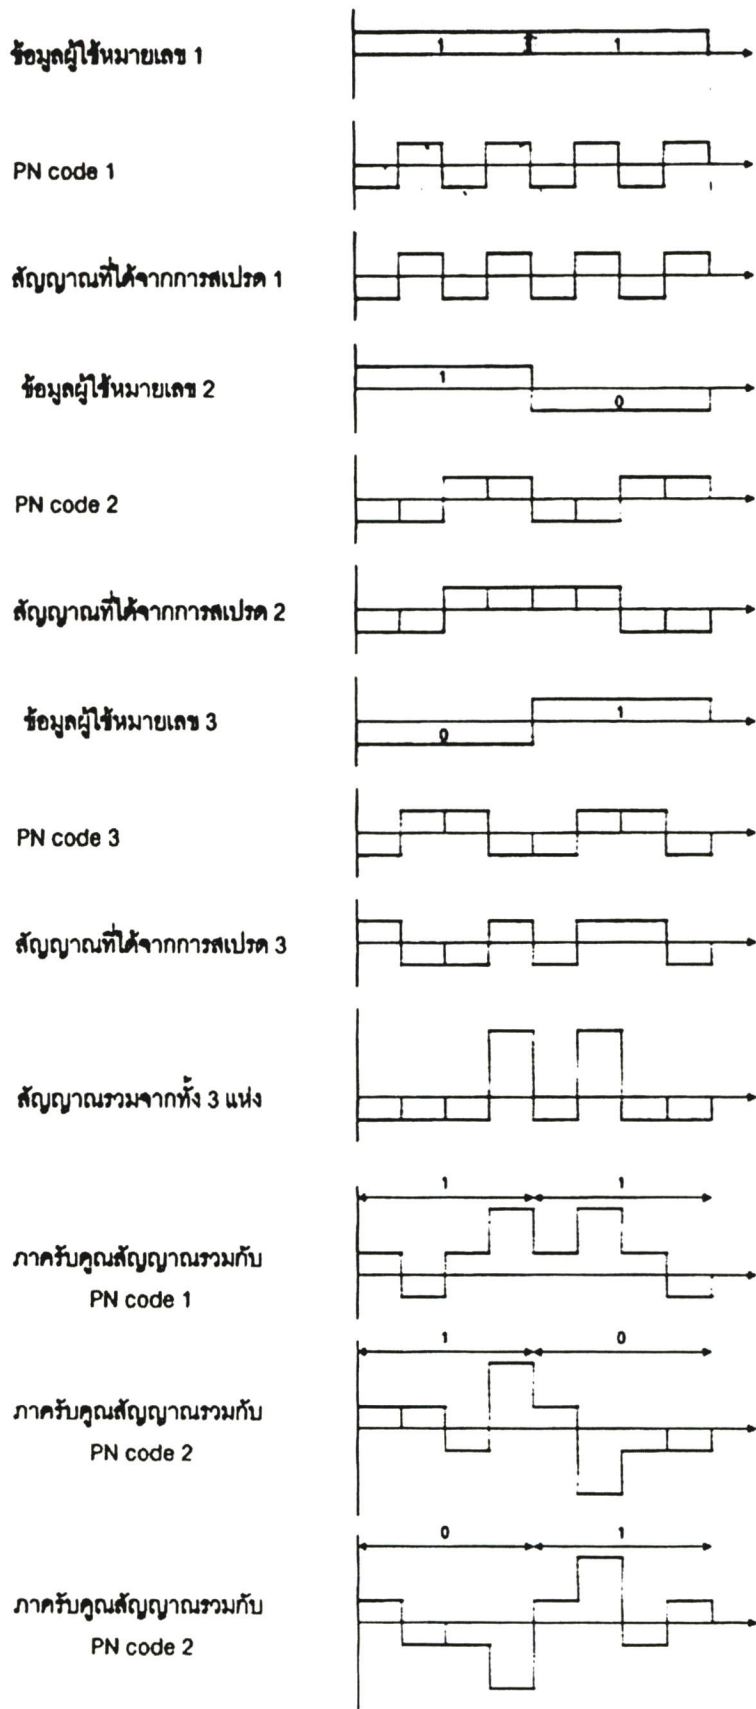 ข้อมูลผู้ใช้หมายเลข 1
1 1
PN code 1
สัญญาณที่ได้จากการสเปรด 1
ข้อมูลผู้ใช้หมายเลข 2
1
0
PN code 2
สัญญาณที่ได้จากการสเปรด 2
ข้อมูลผู้ใช้หมายเลข 3
1
0
PN code 3
สัญญาณที่ได้จากการสเปรด 3
สัญญาณรวมจากทั้ง 3 แห่ง
1 1
ภาครับคูณสัญญาณรวมกับ
PN code 1
1 0
ภาครับคูณสัญญาณรวมกับ
PN code 2
0 1
ภาครับคูณสัญญาณรวมกับ
PN code 2